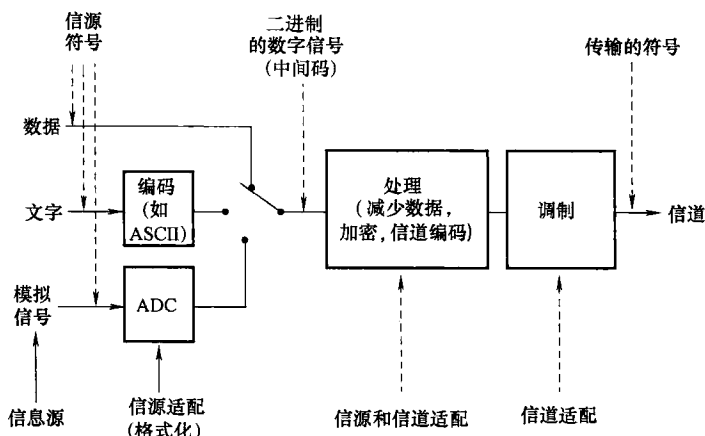 信源
符号
二进制
的数字信号
(中间码)
传输的符号
数据
文字
编码
(如
ASCII)
处理
(减少数据,
加密,信道编码)
调制
信道
模拟
信号
ADC
信息源
信源适配
(格式化)
信源和信道适配
信道适配